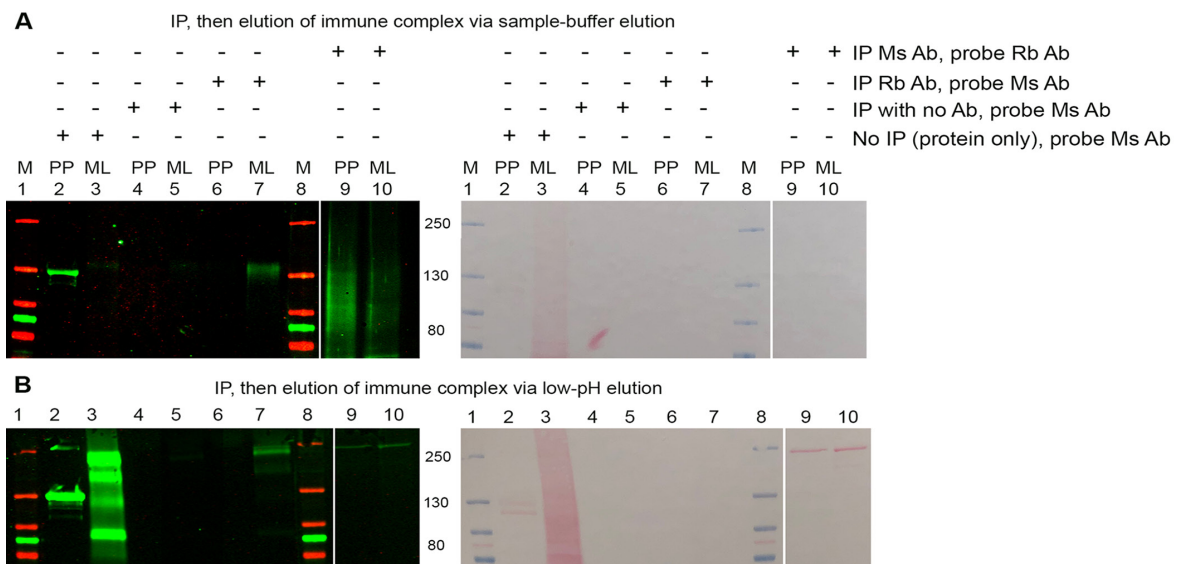 A
IP, then elution of immune complex via sample-buffer elution
- - - - - - + + - - - - - - + + IP Ms Ab, probe Rb Ab
- - - - + + - - - - - - + + - - IP Rb Ab, probe Ms Ab
- - + + - - - - - - + + - - - - IP with no Ab, probe Ms Ab
+ + - - - - - - + + - - - - - - No IP (protein only), probe Ms Ab
M PP ML PP ML PP ML M PP ML M PP ML PP ML PP ML M PP ML
1 2 3 4 5 6 7 8 9 10 1 2 3 4 5 6 7 8 9 10
250
130
80
B
IP, then elution of immune complex via low-pH elution
1 2 3 4 5 6 7 8 9 10 1 2 3 4 5 6 7 8 9 10
250
130
80